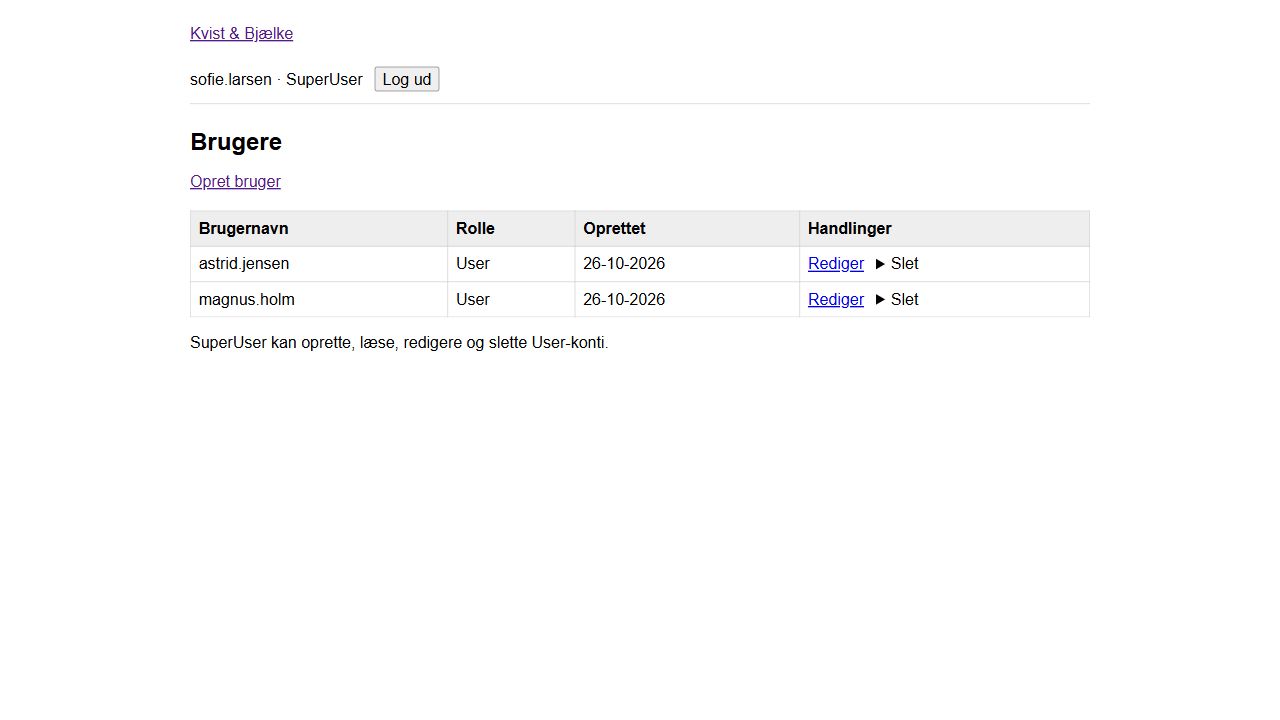 Kvist & Bjælke
sofie.larsen · SuperUser Log ud
Brugere
Opret bruger
Brugernavn Rolle Oprettet Handlinger
astrid.jensen User 26-10-2026 Rediger ▶ Slet
magnus.holm User 26-10-2026 Rediger ▶ Slet
SuperUser kan oprette, læse, redigere og slette User-konti.